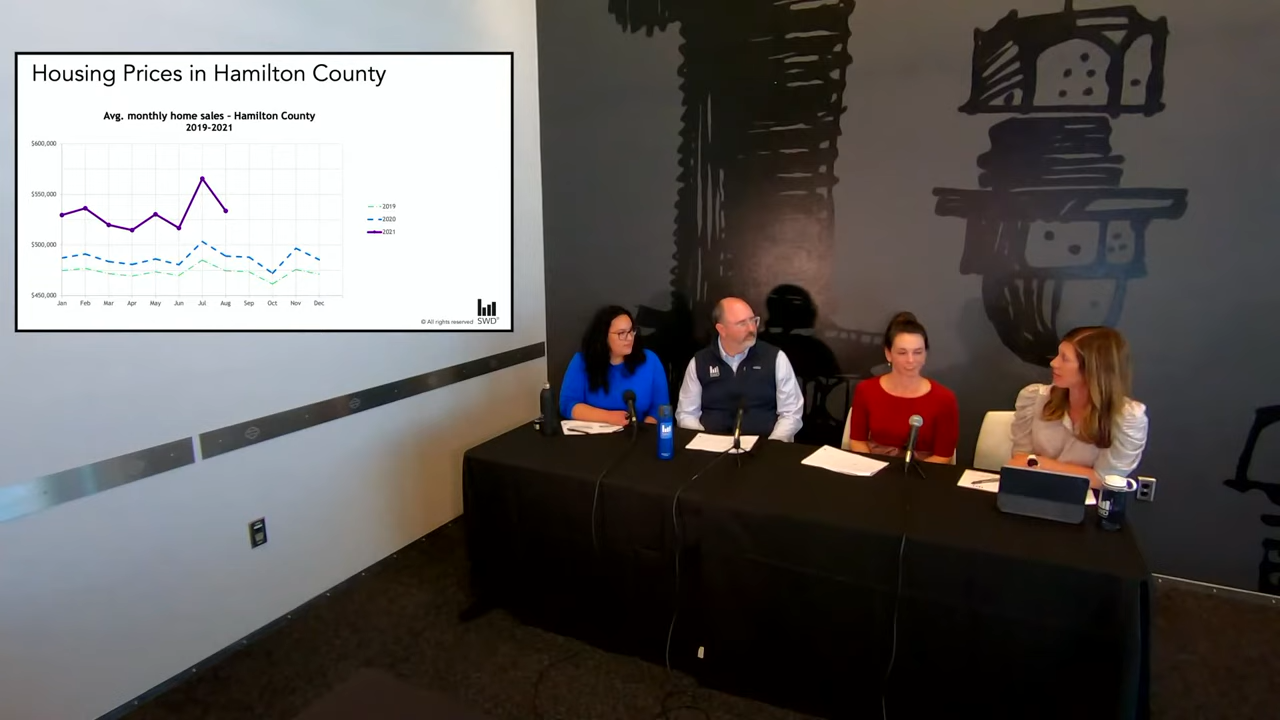 Housing Prices in Hamilton County
Avg. monthly home sales - Hamilton County
2019-2021
$600,000
$550,000
$500,000
$450,000
Jan Feb Mar Apr May Jun Jul Aug Sep Oct Nov Dec
2019
2020
2021
© All rights reserved
SWD